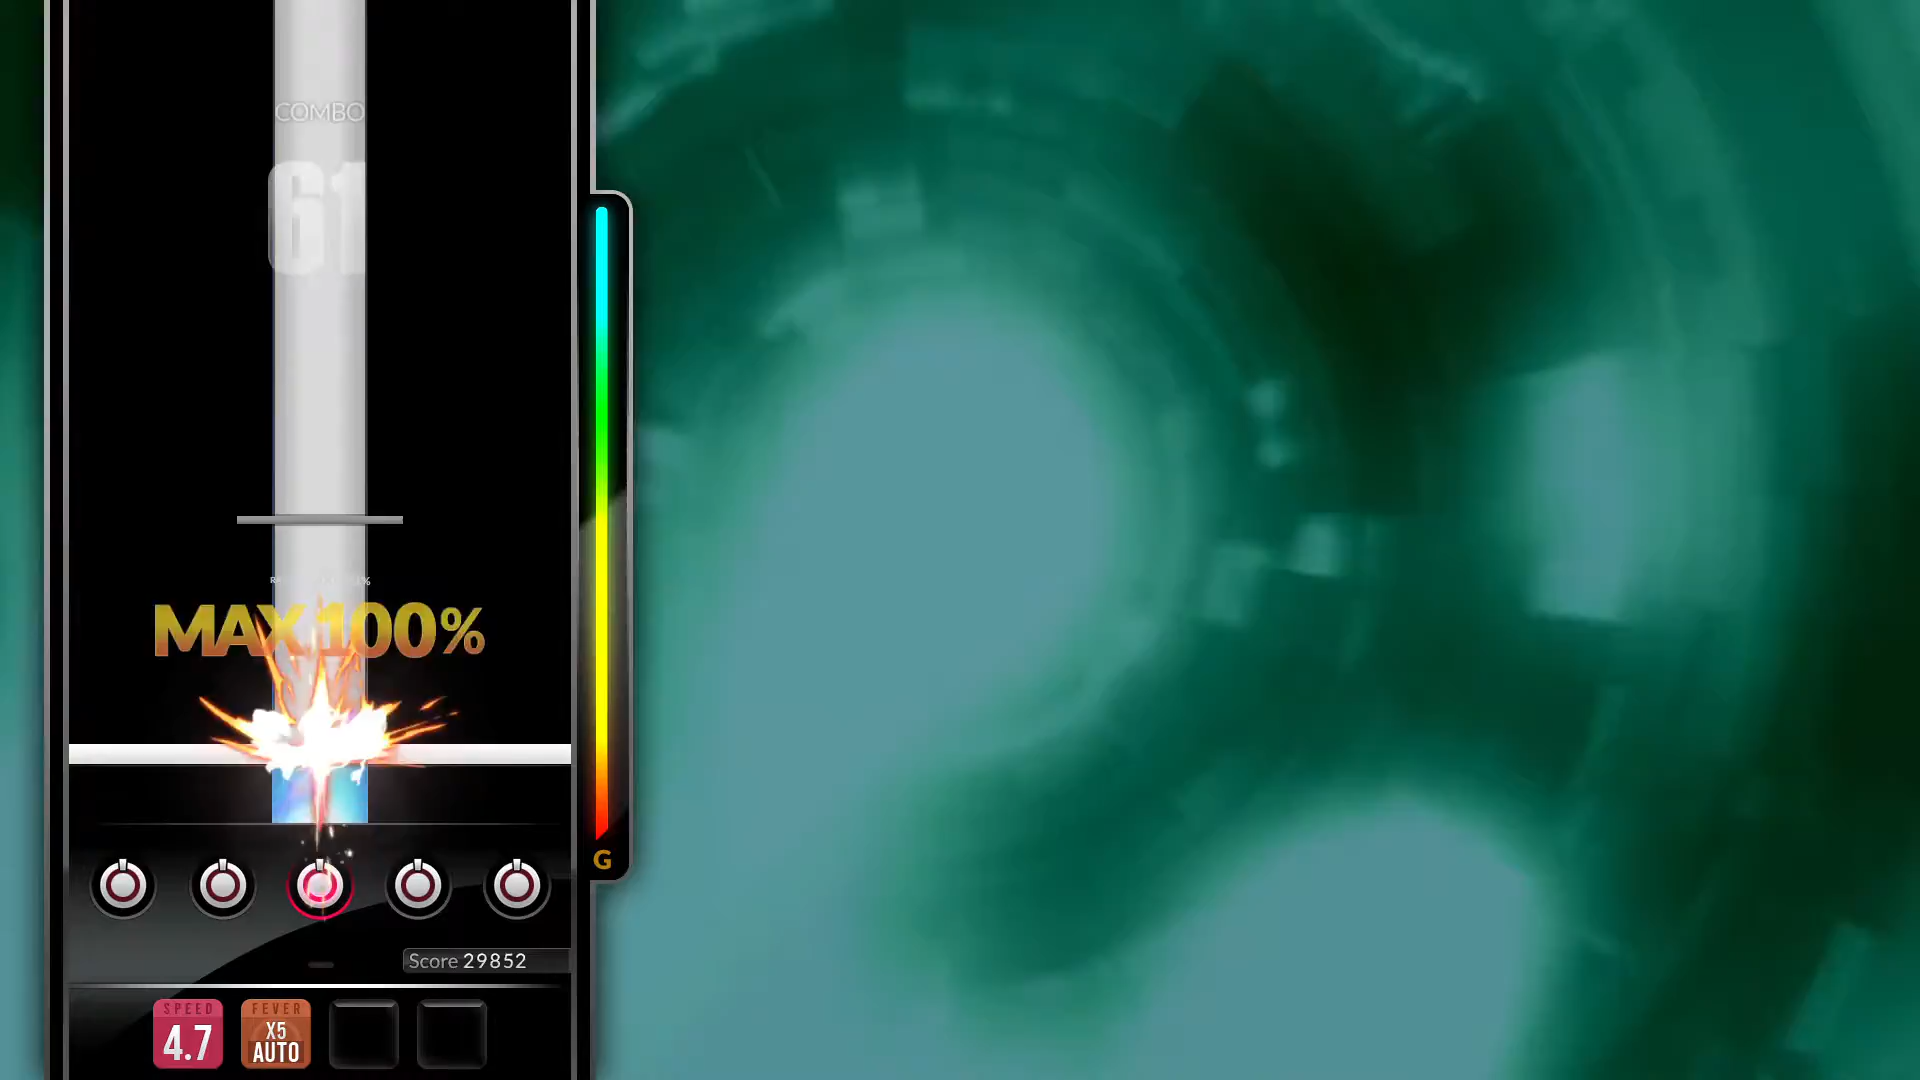 COMBO
61
MAX 100%
G
Score 29852
SPEED
4.7
FEVER
X5
AUTO